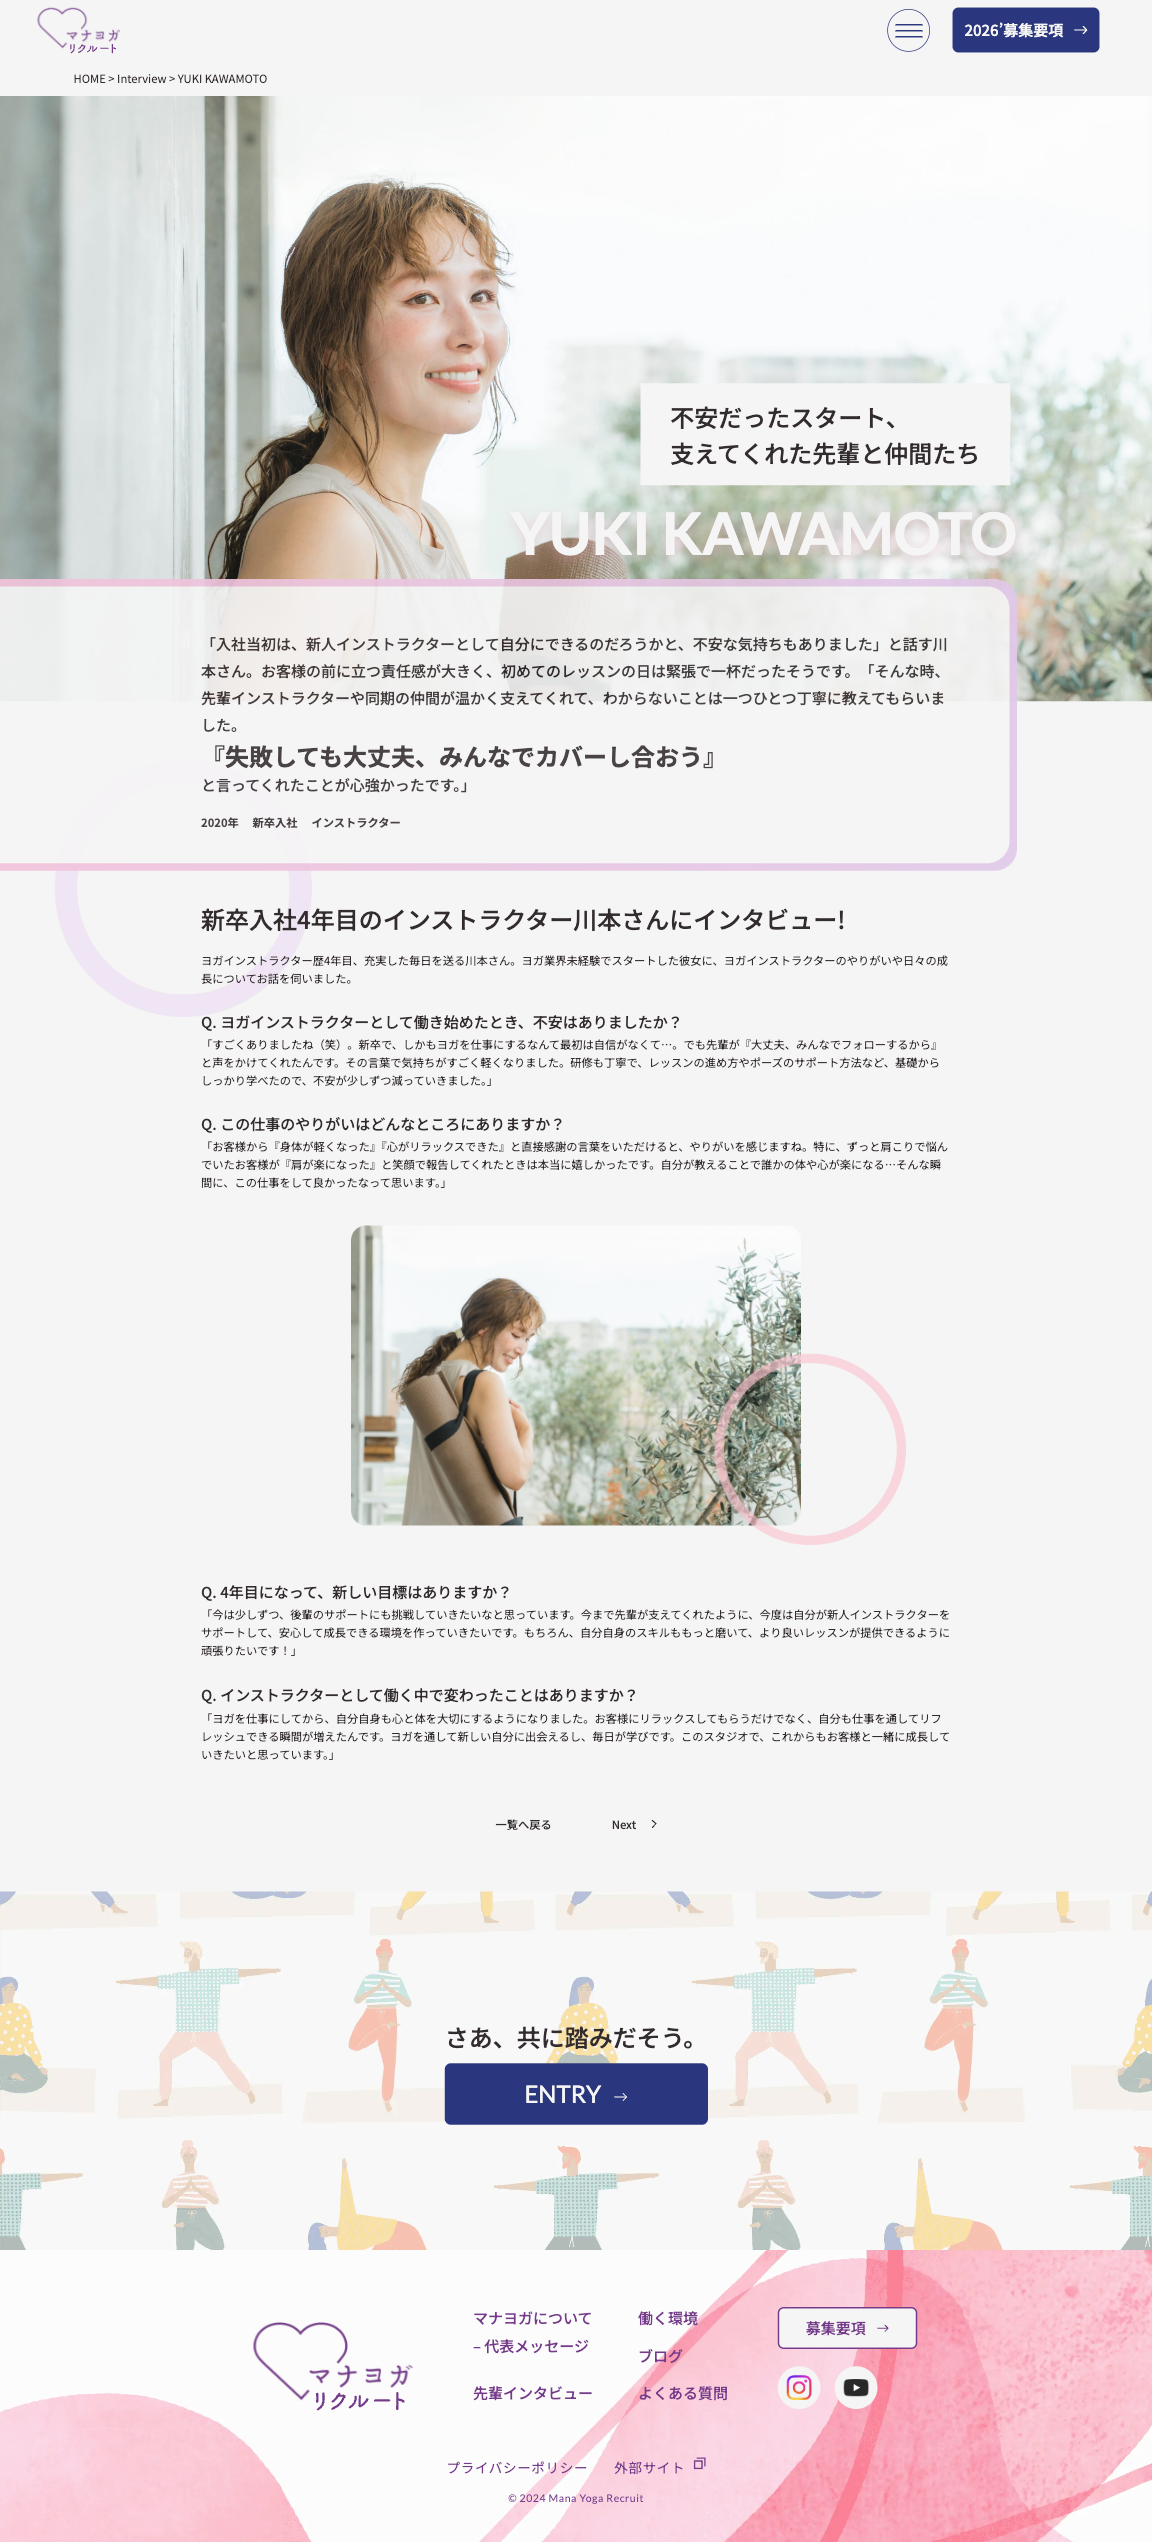 マナヨガ
リクルート
2026’募集要項 →
HOME > Interview > YUKI KAWAMOTO
不安だったスタート、
支えてくれた先輩と仲間たち
YUKI KAWAMOTO
「入社当初は、新人インストラクターとして自分にできるのだろうかと、不安な気持ちもありました」と話す川
本さん。お客様の前に立つ責任感が大きく、初めてのレッスンの日は緊張で一杯だったそうです。「そんな時、
先輩インストラクターや同期の仲間が温かく支えてくれて、わからないことは一つひとつ丁寧に教えてもらいま
した。
『失敗しても大丈夫、みんなでカバーし合おう』
と言ってくれたことが心強かったです。」
2020年 新卒入社 インストラクター
新卒入社4年目のインストラクター川本さんにインタビュー！
ヨガインストラクター歴4年目、充実した毎日を送る川本さん。ヨガ業界未経験でスタートした彼女に、ヨガインストラクターのやりがいや日々の成
長についてお話を伺いました。
Q. ヨガインストラクターとして働き始めたとき、不安はありましたか？
「すごくありましたね（笑）。新卒で、しかもヨガを仕事にするなんて最初は自信がなくて…。でも先輩が『大丈夫、みんなでフォローするから』
と声をかけてくれたんです。その言葉で気持ちがすごく軽くなりました。研修も丁寧で、レッスンの進め方やポーズのサポート方法など、基礎から
しっかり学べたので、不安が少しずつ減っていきました。」
Q. この仕事のやりがいはどんなところにありますか？
「お客様から『身体が軽くなった』『心がリラックスできた』と直接感謝の言葉をいただけると、やりがいを感じますね。特に、ずっと肩こりで悩ん
でいたお客様が『肩が楽になった』と笑顔で報告してくれたときは本当に嬉しかったです。自分が教えることで誰かの体や心が楽になる…そんな瞬
間に、この仕事をして良かったなって思います。」
Q. 4年目になって、新しい目標はありますか？
「今は少しずつ、後輩のサポートにも挑戦していきたいなと思っています。今まで先輩が支えてくれたように、今度は自分が新人インストラクターを
サポートして、安心して成長できる環境を作っていきたいです。もちろん、自分自身のスキルももっと磨いて、より良いレッスンが提供できるように
頑張りたいです！」
Q. インストラクターとして働く中で変わったことはありますか？
「ヨガを仕事にしてから、自分自身も心と体を大切にするようになりました。お客様にリラックスしてもらうだけでなく、自分も仕事を通してリフ
レッシュできる瞬間が増えたんです。ヨガを通して新しい自分に出会えるし、毎日が学びです。このスタジオで、これからもお客様と一緒に成長して
いきたいと思っています。」
一覧へ戻る Next >
さあ、共に踏みだそう。
ENTRY →
マナヨガ
リクルート
マナヨガについて
– 代表メッセージ
先輩インタビュー
働く環境
ブログ
よくある質問
募集要項 →
プライバシーポリシー 外部サイト
© 2024 Mana Yoga Recruit